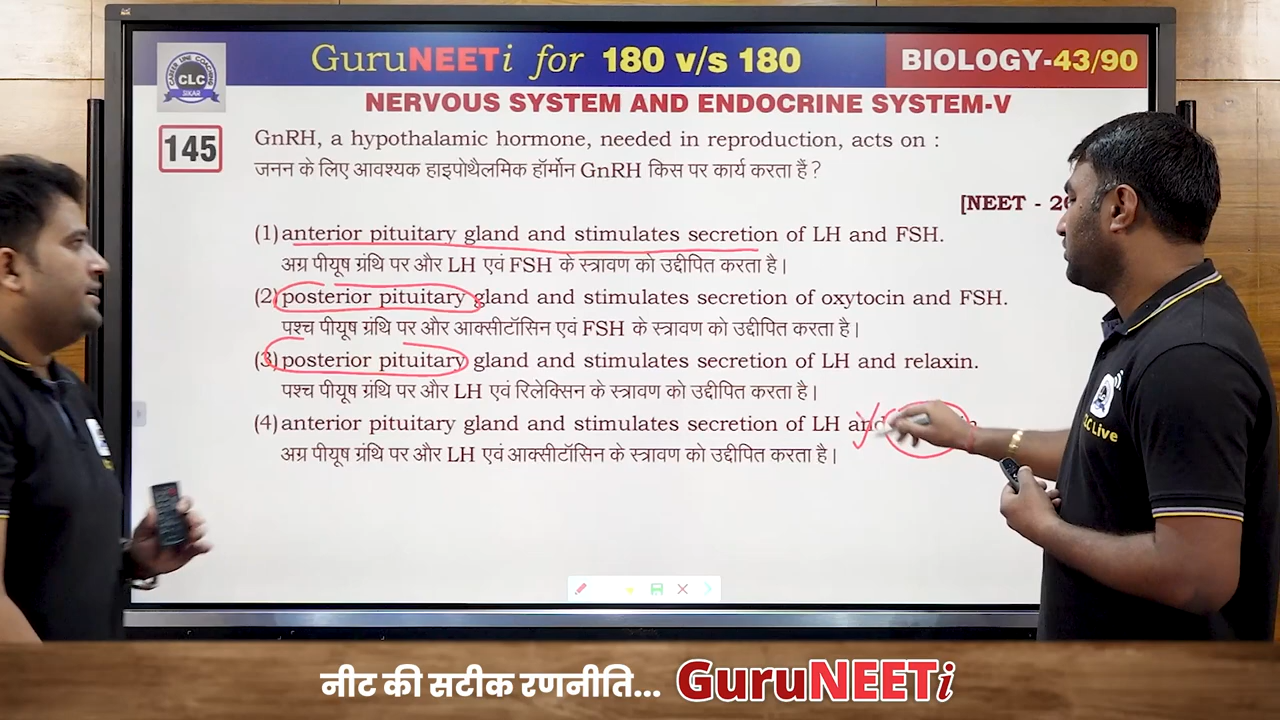 GuruNEETi for 180 v/s 180
BIOLOGY-43/90
CAREER LINE COACHING
CLC
SIKAR
NERVOUS SYSTEM AND ENDOCRINE SYSTEM-V
145
GnRH, a hypothalamic hormone, needed in reproduction, acts on :
जनन के लिए आवश्यक हाइपोथैलमिक हॉर्मोन GnRH किस पर कार्य करता हैं ?
[NEET -
(1) anterior pituitary gland and stimulates secretion of LH and FSH.
अग्र पीयूष ग्रंथि पर और LH एवं FSH के स्त्रावण को उद्दीपित करता है।
(2) posterior pituitary gland and stimulates secretion of oxytocin and FSH.
पश्च पीयूष ग्रंथि पर और आक्सीटॉसिन एवं FSH के स्त्रावण को उद्दीपित करता है।
(3) posterior pituitary gland and stimulates secretion of LH and relaxin.
पश्च पीयूष ग्रंथि पर और LH एवं रिलेक्सिन के स्त्रावण को उद्दीपित करता है।
(4) anterior pituitary gland and stimulates secretion of LH and
अग्र पीयूष ग्रंथि पर और LH एवं आक्सीटॉसिन के स्त्रावण को उद्दीपित करता है।
CLC Live
नीट की सटीक रणनीति... GuruNEETi